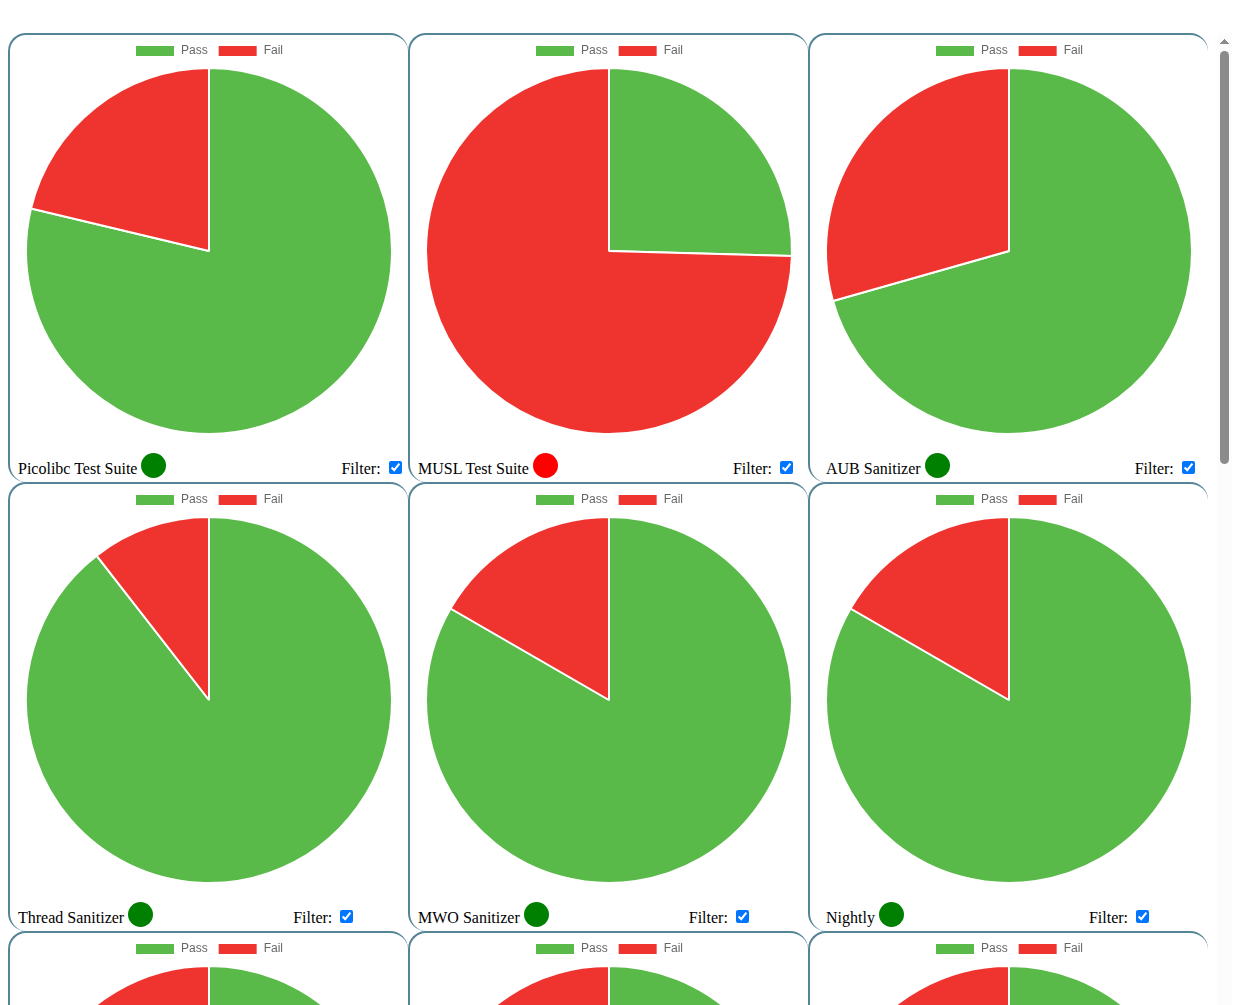 Pass Fail
Pass Fail
Pass Fail
Picolibc Test Suite Filter:
MUSL Test Suite Filter:
AUB Sanitizer Filter:
Pass Fail
Pass Fail
Pass Fail
Thread Sanitizer Filter:
MWO Sanitizer Filter:
Nightly Filter:
Pass Fail
Pass Fail
Pass Fail